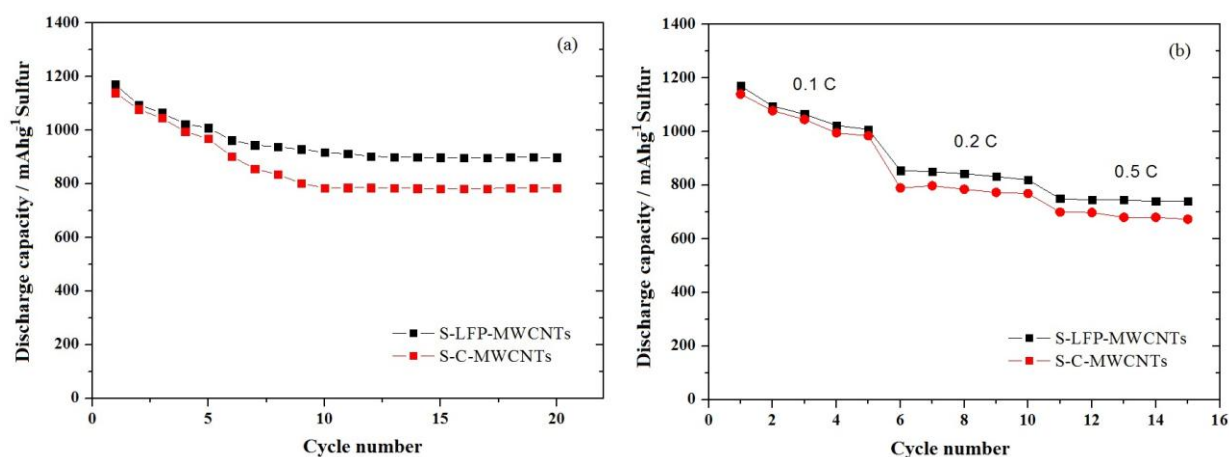 1400
1200
1000
800
600
400
200
0
0
5
10
15
20
Discharge capacity / mAhg⁻¹ Sulfur
Cycle number
(a)
S-LFP-MWCNTs
S-C-MWCNTs
1400
1200
1000
800
600
400
200
0
0
2
4
6
8
10
12
14
16
Discharge capacity / mAhg⁻¹ Sulfur
Cycle number
(b)
0.1 C
0.2 C
0.5 C
S-LFP-MWCNTs
S-C-MWCNTs